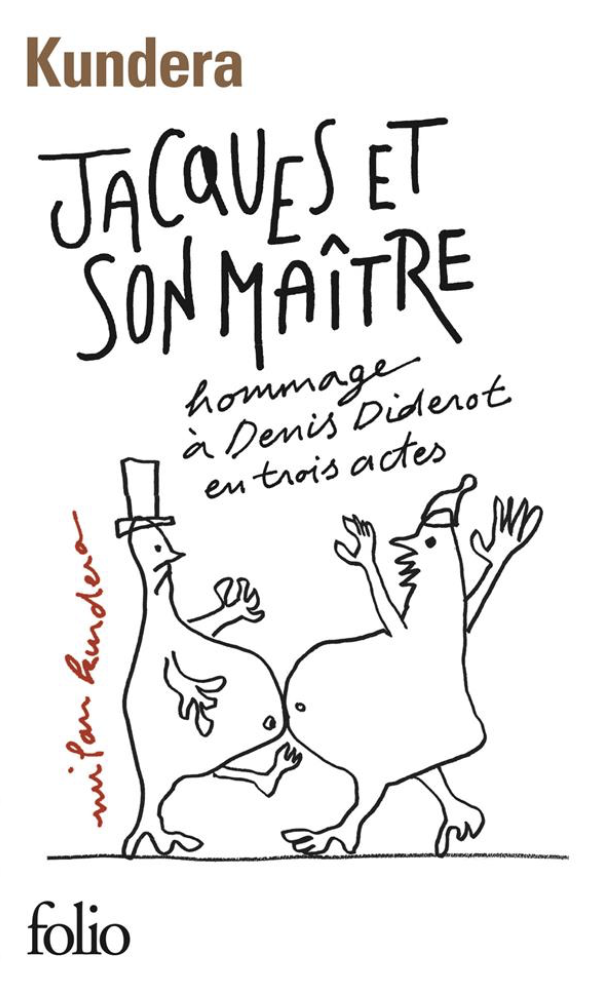 Kundera
JACQUES ET
SON MAÎTRE
hommage
à Denis Diderot
en trois actes
milan kundera
folio